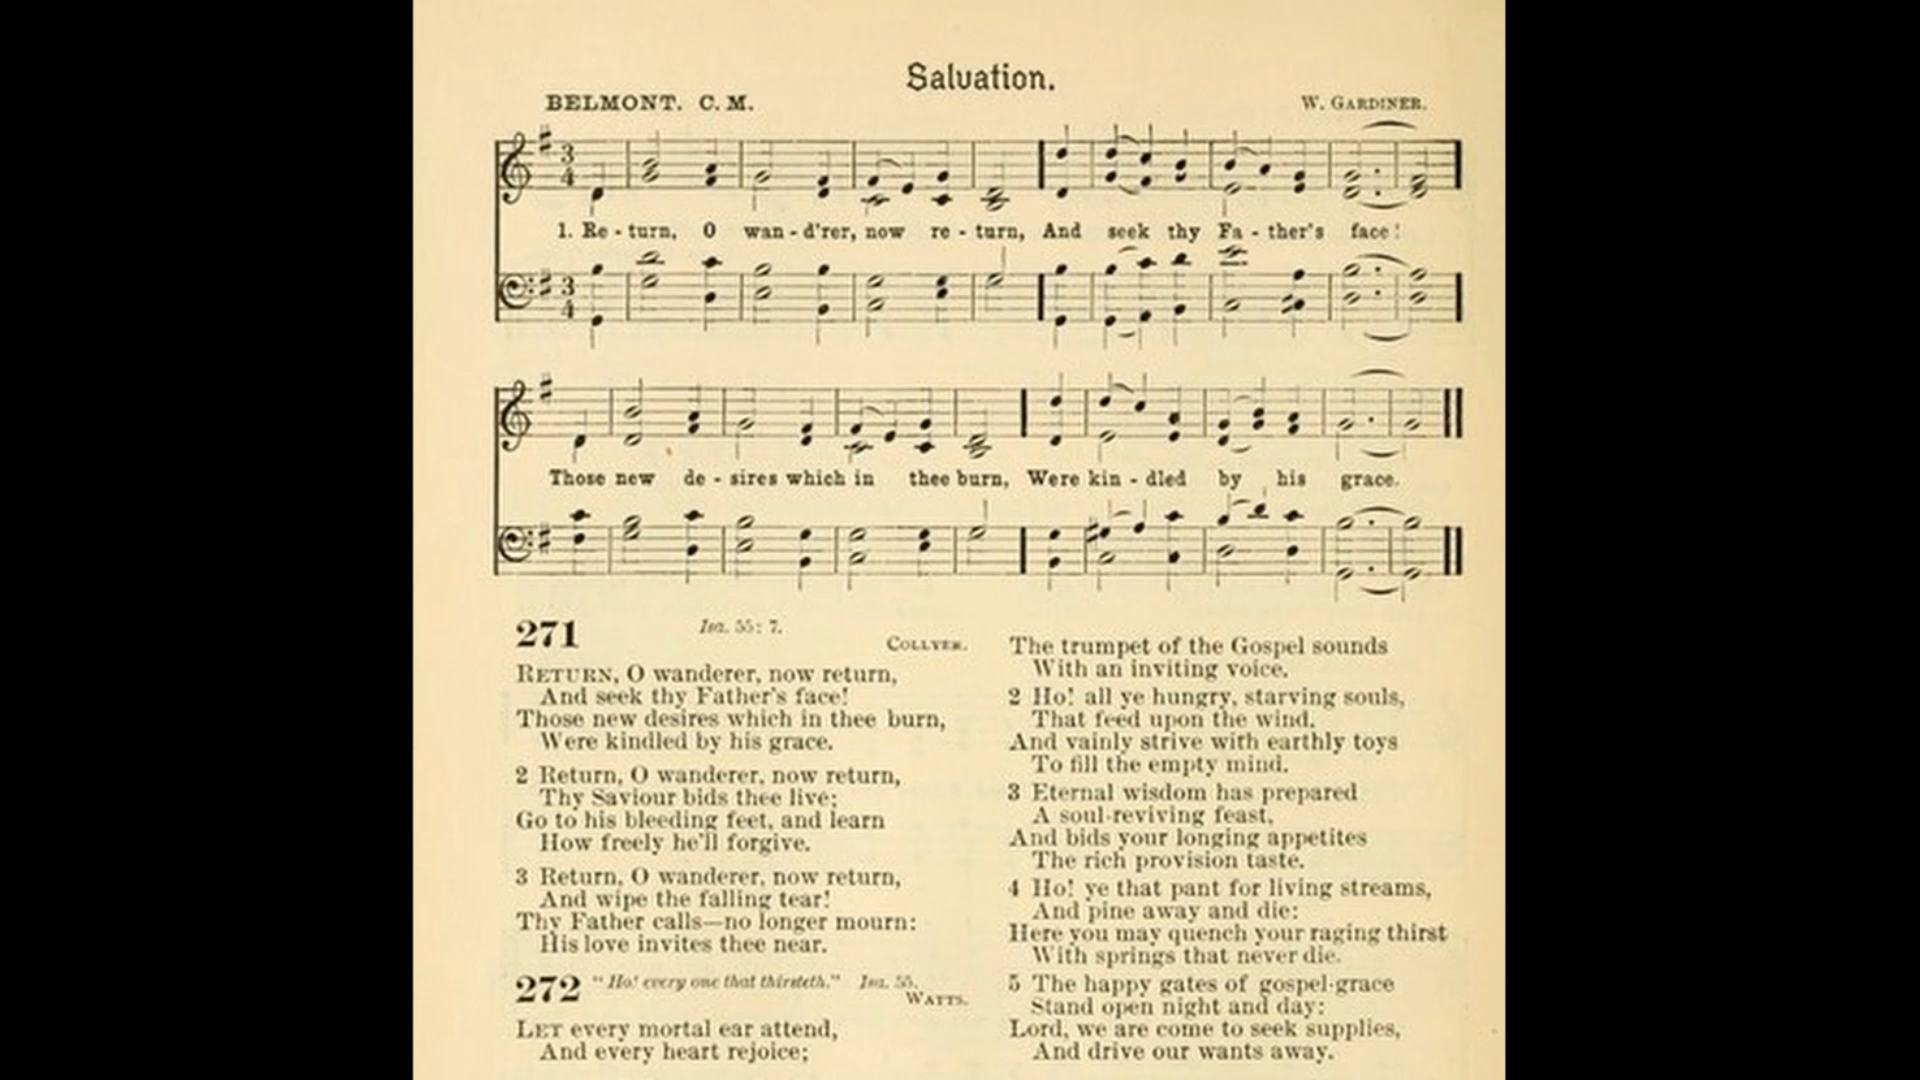 Salvation.
BELMONT. C. M.
W. GARDINER.
3
4
1. Re - turn, O wan - d'rer, now re - turn, And seek thy Fa - ther's face!
3
4
Those new de - sires which in thee burn, Were kin - dled by his grace.
271
Isa. 55: 7.
COLLYER.
RETURN, O wanderer, now return,
And seek thy Father's face!
Those new desires which in thee burn,
Were kindled by his grace.
2 Return, O wanderer, now return,
Thy Saviour bids thee live;
Go to his bleeding feet, and learn
How freely he'll forgive.
3 Return, O wanderer, now return,
And wipe the falling tear!
Thy Father calls—no longer mourn:
His love invites thee near.
272 "Ho! every one that thirsteth." Isa. 55.
WATTS.
LET every mortal ear attend,
And every heart rejoice;
The trumpet of the Gospel sounds
With an inviting voice.
2 Ho! all ye hungry, starving souls,
That feed upon the wind,
And vainly strive with earthly toys
To fill the empty mind.
3 Eternal wisdom has prepared
A soul-reviving feast,
And bids your longing appetites
The rich provision taste.
4 Ho! ye that pant for living streams,
And pine away and die:
Here you may quench your raging thirst
With springs that never die.
5 The happy gates of gospel-grace
Stand open night and day:
Lord, we are come to seek supplies,
And drive our wants away.